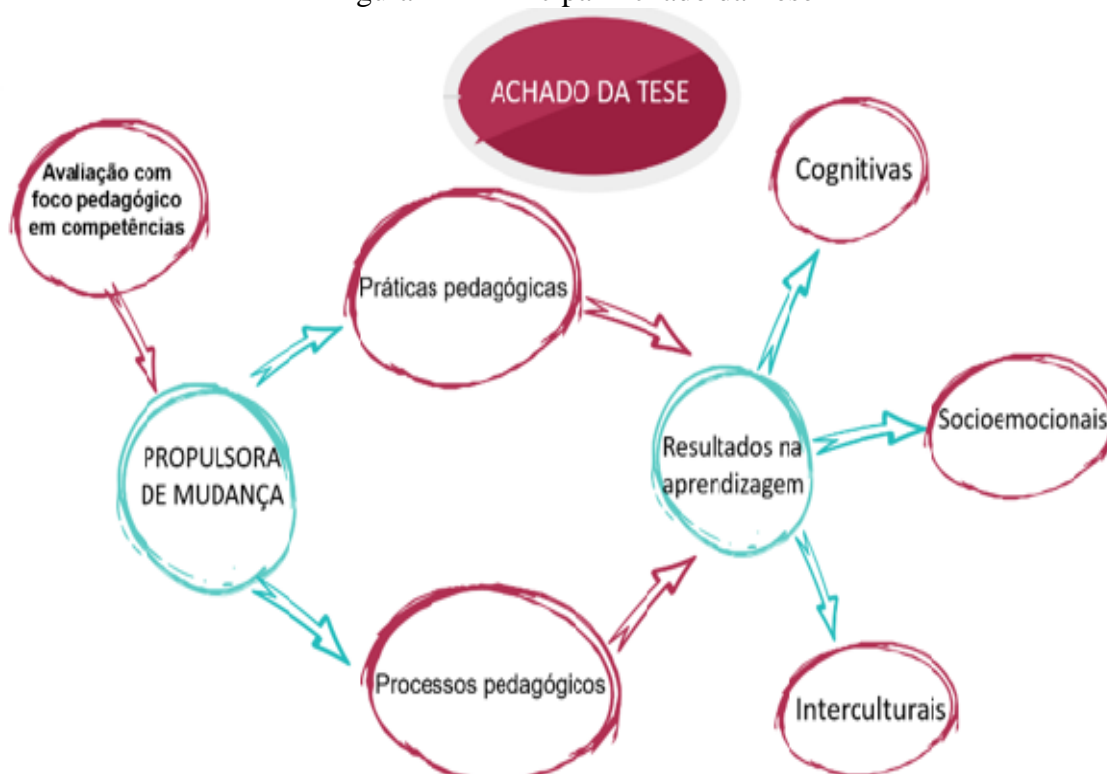 ACHADO DA TESE
Avaliação com
foco pedagógico
em competências
Cognitivas
Práticas pedagógicas
PROPULSORA
DE MUDANÇA
Resultados na
aprendizagem
Socioemocionais
Processos pedagógicos
Interculturais